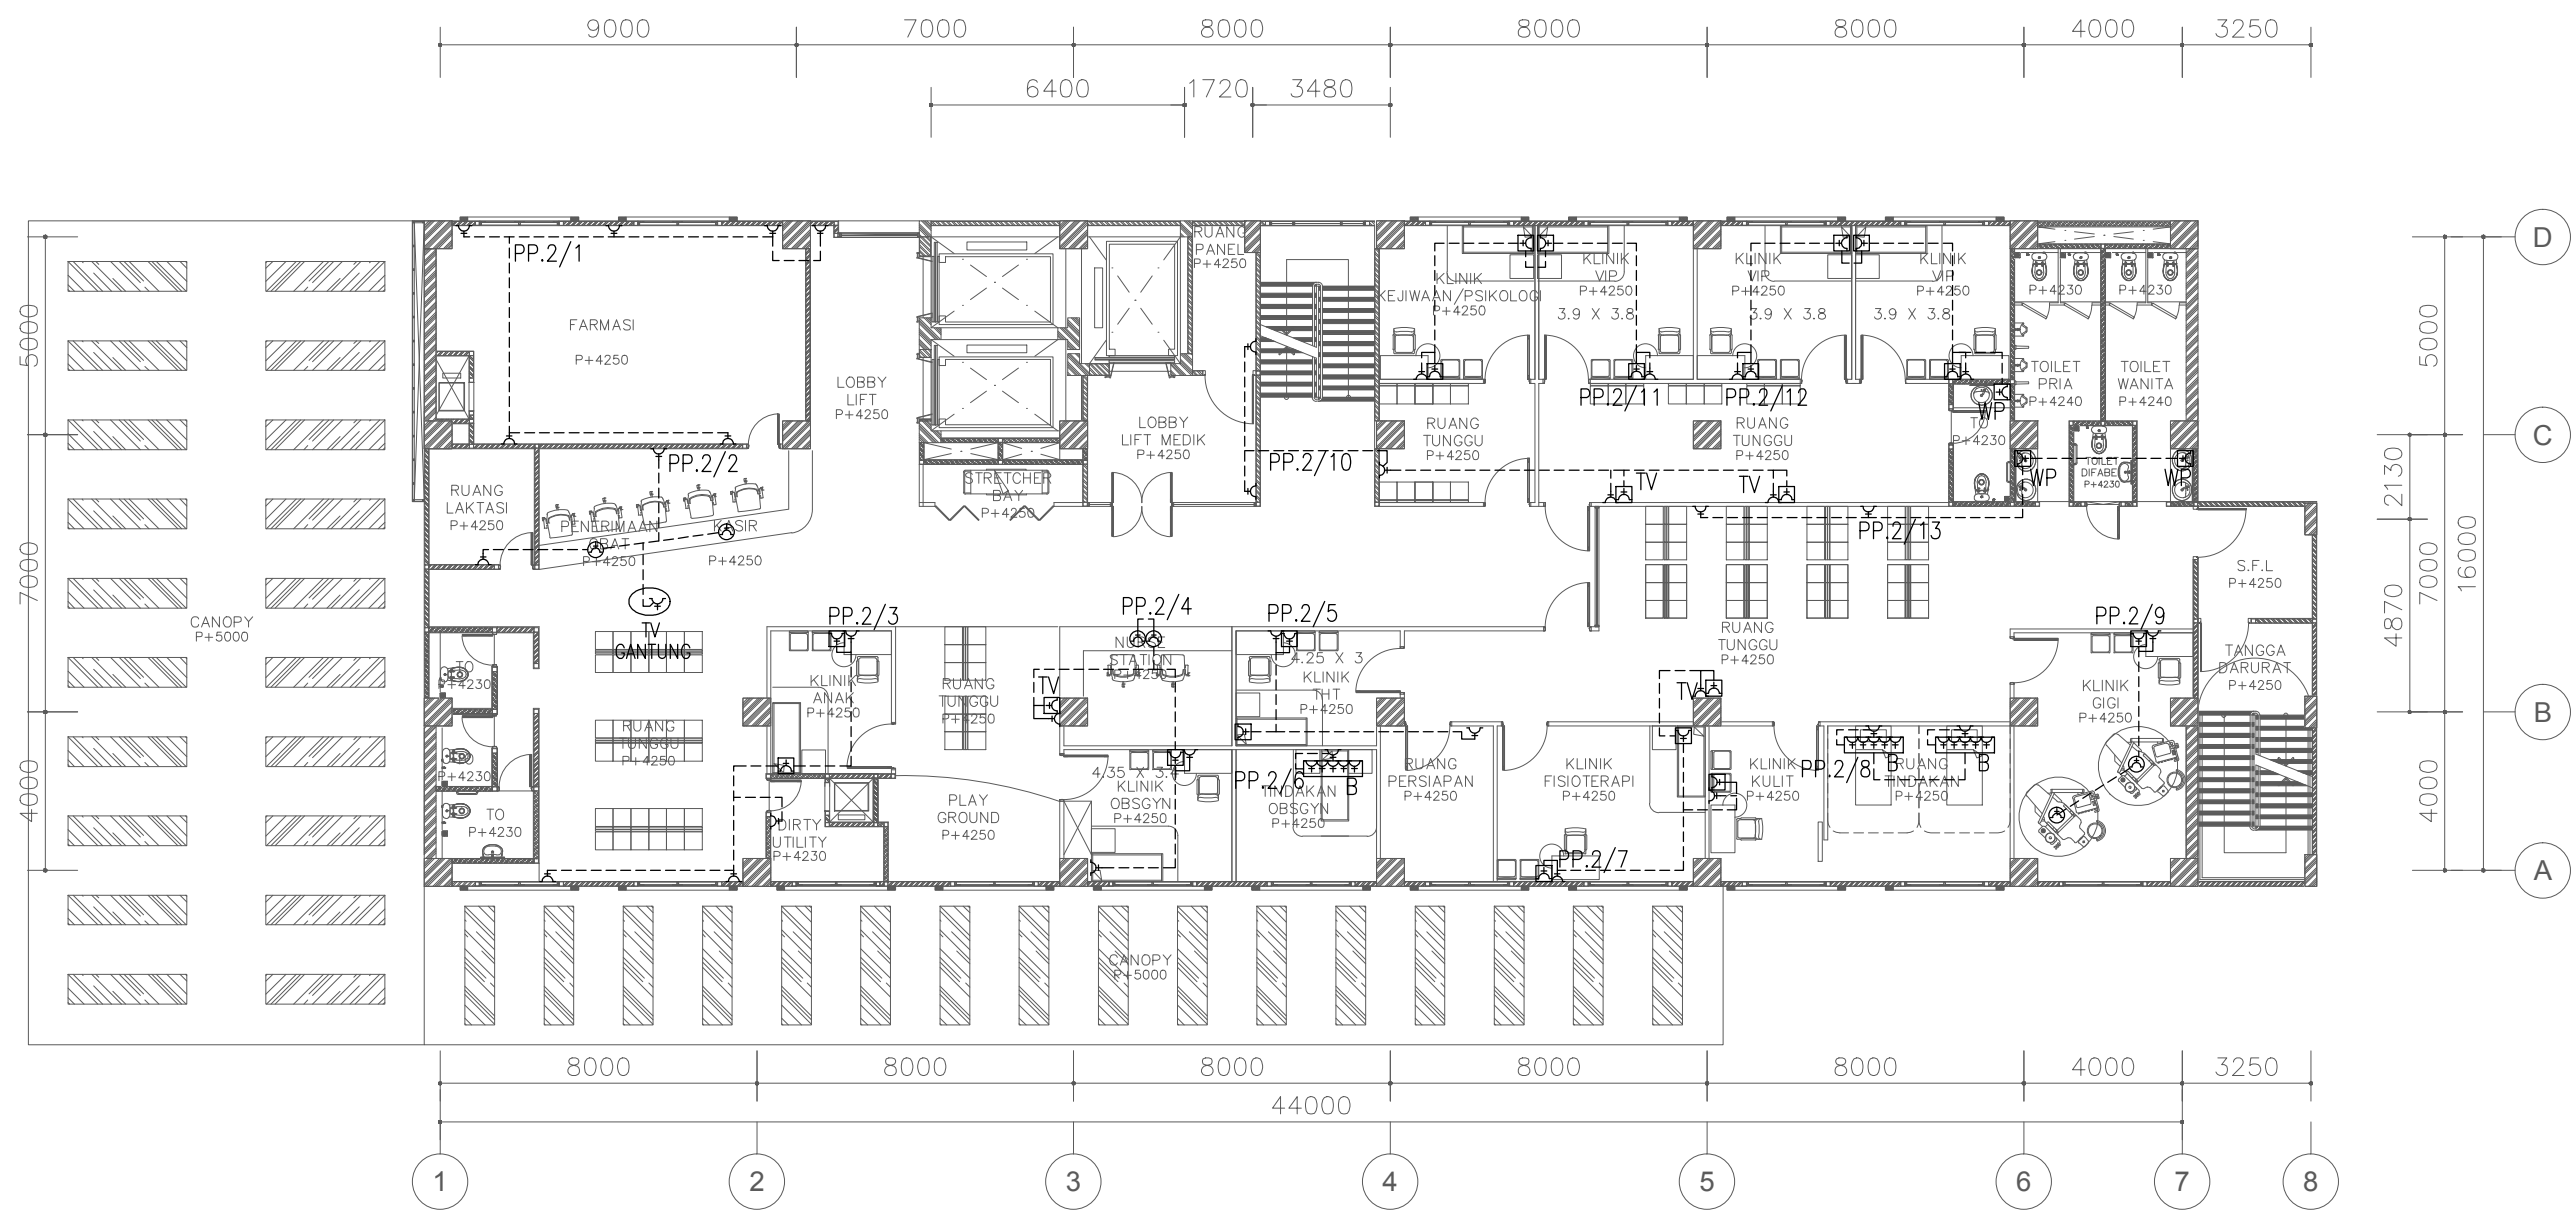 9000
7000
8000
8000
8000
4000
3250
6400
1720
3480
D
C
B
A
5000
7000
4000
5000
2130
4870
7000
4000
16000
CANOPY
P+5000
PP.2/1
FARMASI
P+4250
LOBBY
LIFT
P+4250
RUANG
PANEL
P+4250
LOBBY
LIFT MEDIK
P+4250
KLINIK
KEJIWAAN/PSIKOLOGI
P+4250
KLINIK
VIP
P+4250
3.9 X 3.8
KLINIK
VIP
P+4250
3.9 X 3.8
KLINIK
VIP
P+4250
3.9 X 3.8
P+4230
P+4230
TOILET
PRIA
P+4240
TOILET
WANITA
P+4240
PP.2/11
PP.2/12
WP
TO
P+4230
RUANG
TUNGGU
P+4250
RUANG
TUNGGU
P+4250
PP.2/2
PP.2/10
TV
TV
WP
WP
TOILET
DIFABEL
P+4230
RUANG
LAKTASI
P+4250
STRETCHER
BAY
P+4250
PENERIMAAN
OBAT
P+4250
KASIR
P+4250
PP.2/13
S.F.L
P+4250
TV
GANTUNG
PP.2/3
PP.2/4
PP.2/5
PP.2/9
RUANG
TUNGGU
P+4250
TANGGA
DARURAT
P+4250
NURSE
STATION
P+4250
4.25 X 3
KLINIK
THT
P+4250
TO
P+4230
KLINIK
ANAK
P+4250
RUANG
TUNGGU
P+4250
TV
TV
KLINIK
GIGI
P+4250
RUANG
TUNGGU
P+4250
P+4230
TO
P+4230
DIRTY
UTILITY
P+4230
PLAY
GROUND
P+4250
4.35 X 3.4
KLINIK
OBSGYN
P+4250
PP.2/6
B
TINDAKAN
OBSGYN
P+4250
RUANG
PERSIAPAN
P+4250
KLINIK
FISIOTERAPI
P+4250
KLINIK
KULIT
P+4250
PP.2/8
B
B
RUANG
TINDAKAN
P+4250
PP.2/7
CANOPY
P+5000
8000
8000
8000
8000
8000
4000
3250
44000
1
2
3
4
5
6
7
8